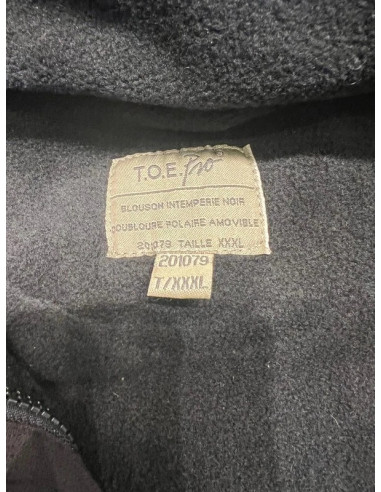 T.O.E. Pro
BLOUSON INTEMPERIE NOIR
DOUBLURE POLAIRE AMOVIBLE
201079 TAILLE XXXL
201079
T/XXXL